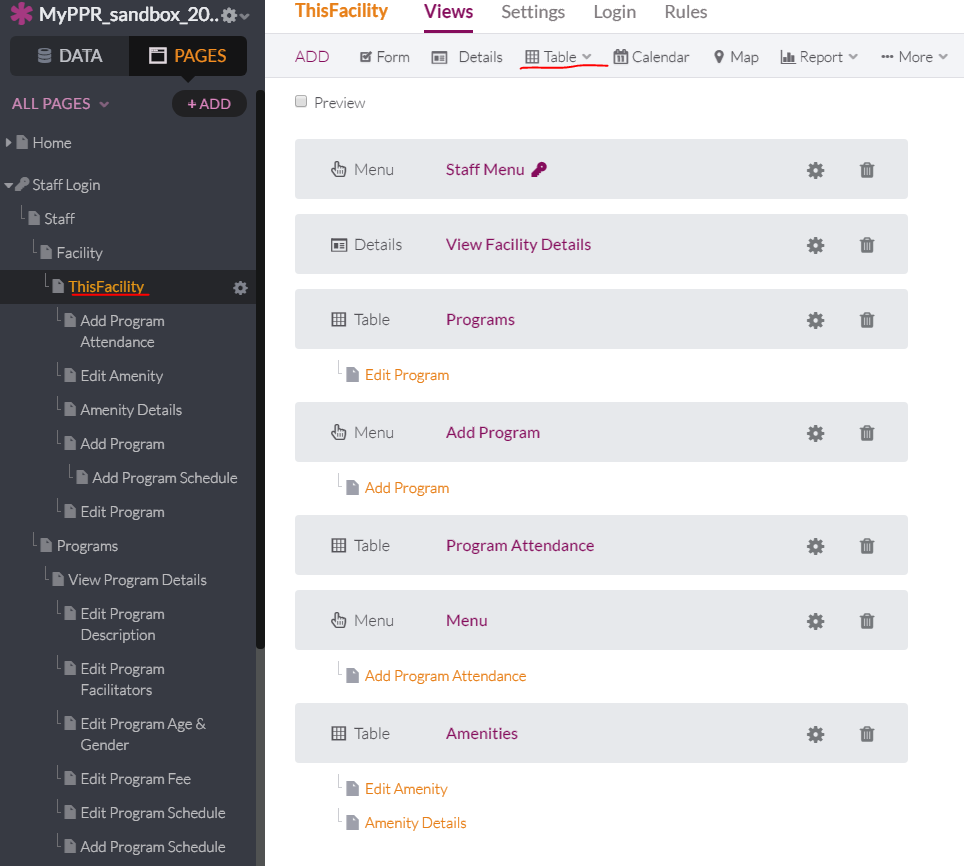 MyPPR_sandbox_20..
DATA
PAGES
ALL PAGES
+ ADD
Home
Staff Login
Staff
Facility
ThisFacility
Add Program
Attendance
Edit Amenity
Amenity Details
Add Program
Add Program Schedule
Edit Program
Programs
View Program Details
Edit Program
Description
Edit Program
Facilitators
Edit Program Age &
Gender
Edit Program Fee
Edit Program Schedule
Add Program Schedule
ThisFacility Views Settings Login Rules
ADD Form Details Table Calendar Map Report More
Preview
Menu Staff Menu
Details View Facility Details
Table Programs
Edit Program
Menu Add Program
Add Program
Table Program Attendance
Menu Menu
Add Program Attendance
Table Amenities
Edit Amenity
Amenity Details